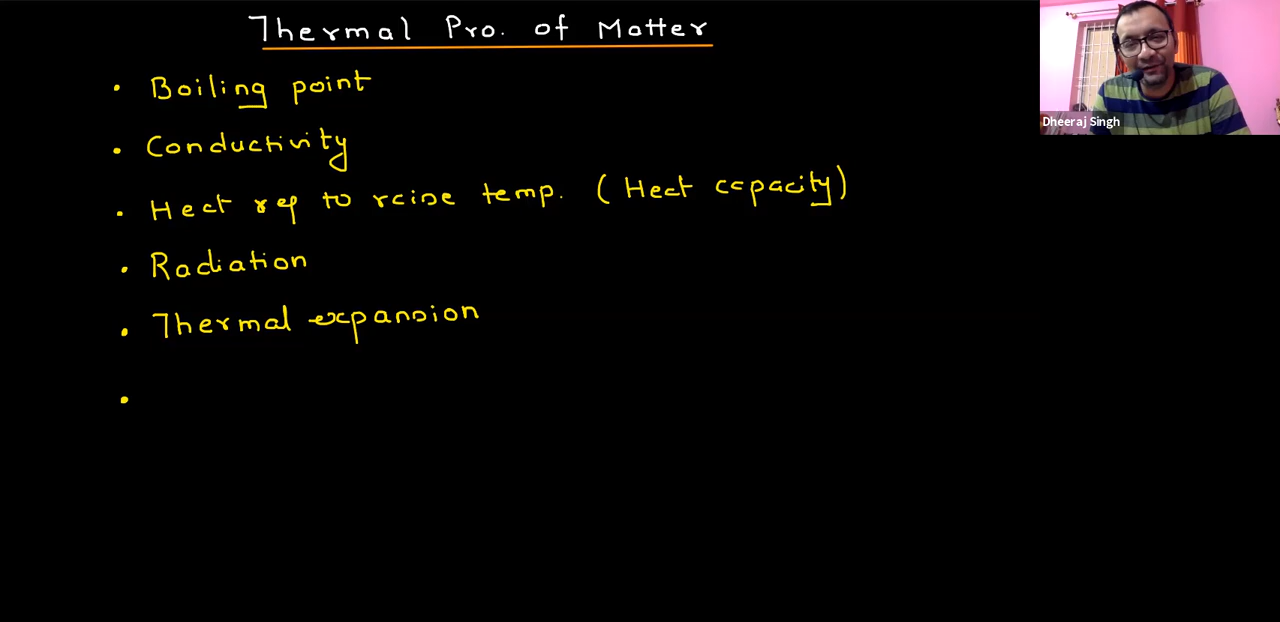 Thermal Pro. of Matter
• Boiling point
• Conductivity
• Heat req to raise temp. (Heat capacity)
• Radiation
• Thermal expansion
•
Dheeraj Singh